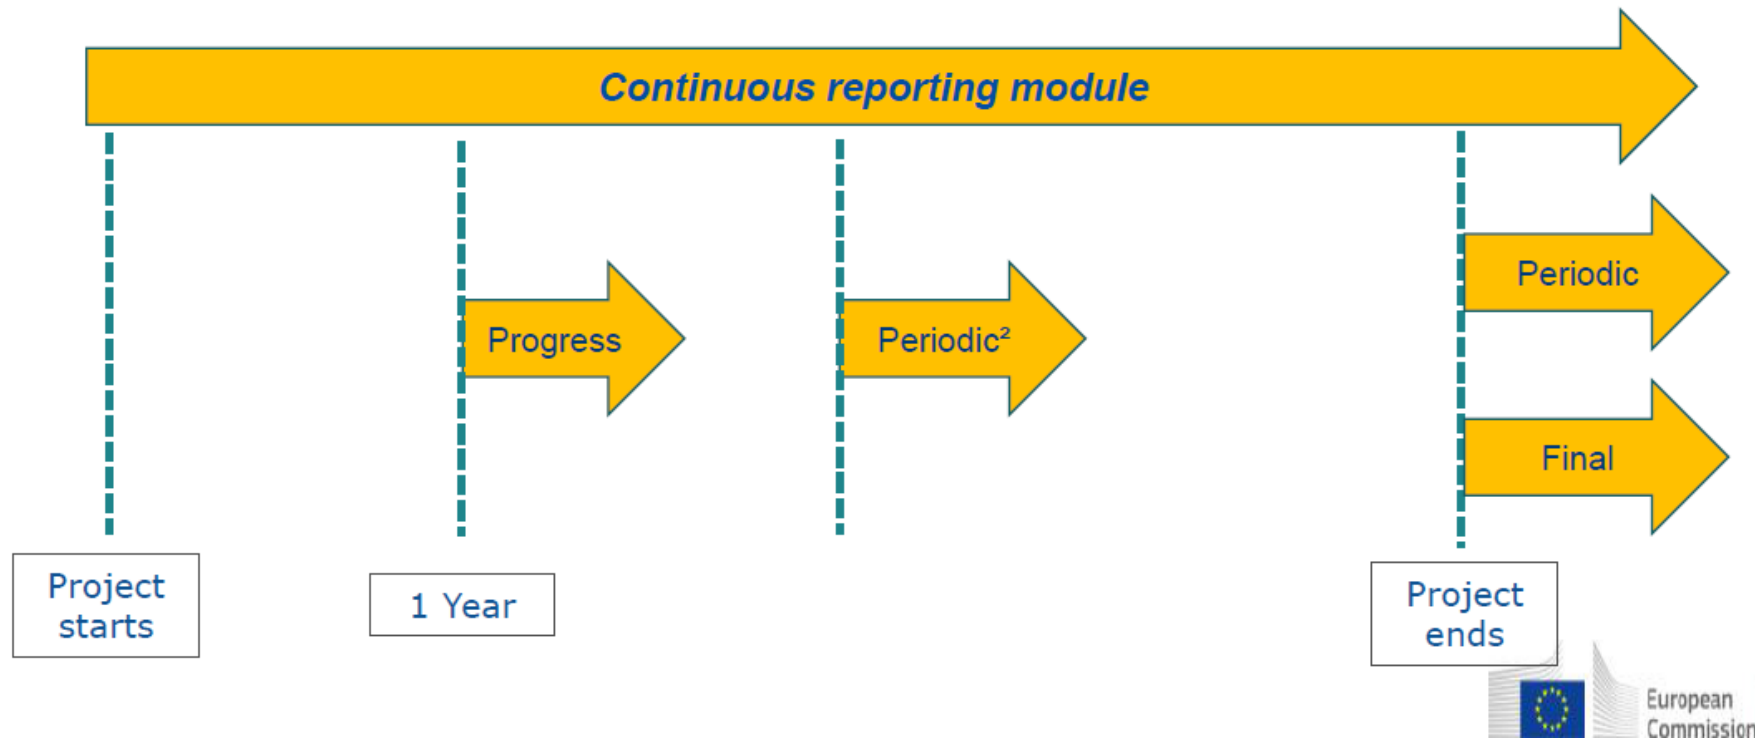 Continuous reporting module
Periodic
Progress
Periodic²
Final
Project
starts
1 Year
Project
ends
European
Commission